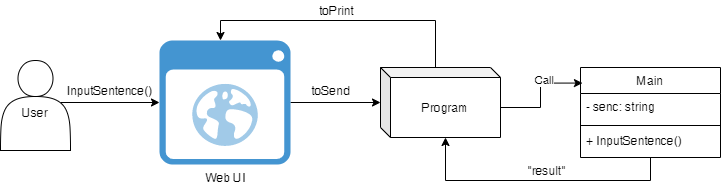 toPrint
InputSentence()
User
Web UI
toSend
Program
Call
Main
- senc: string
+ InputSentence()
"result"